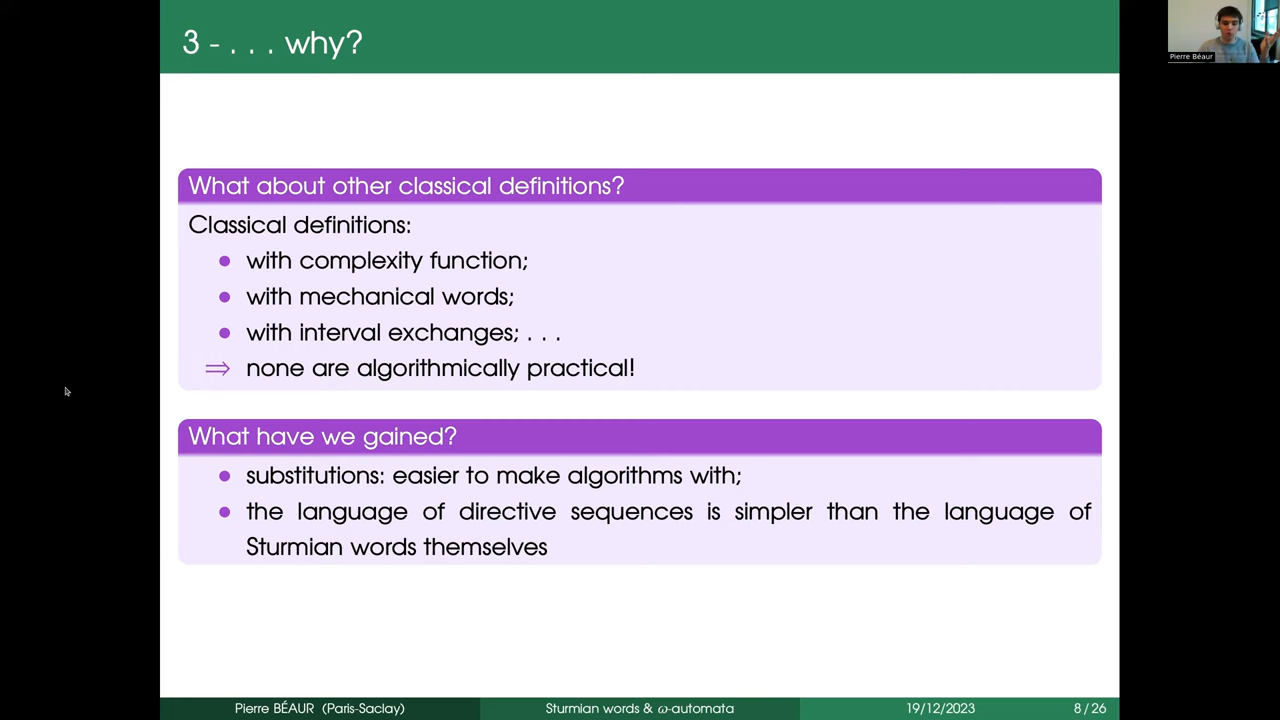 3 - . . . why?
Pierre Béaur
What about other classical definitions?
Classical definitions:
• with complexity function;
• with mechanical words;
• with interval exchanges; . . .
⇒ none are algorithmically practical!
What have we gained?
• substitutions: easier to make algorithms with;
• the language of directive sequences is simpler than the language of
Sturmian words themselves
Pierre BÉAUR (Paris-Saclay) Sturmian words & ω-automata 19/12/2023 8 / 26